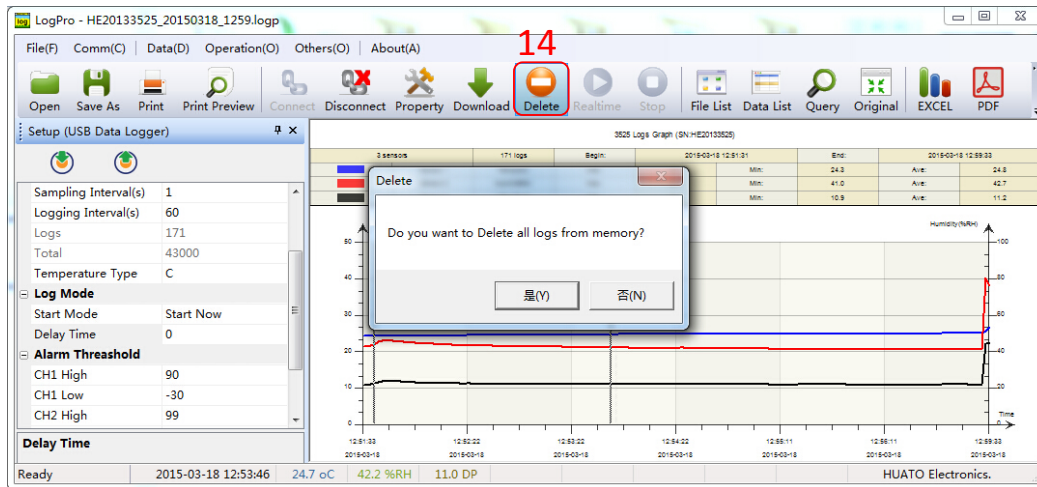 LogPro - HE20133525_20150318_1259.logp
File(F) Comm(C) Data(D) Operation(O) Others(O) About(A)
14
Open Save As Print Print Preview Connect Disconnect Property Download Delete Realtime Stop File List Data List Query Original EXCEL PDF
Setup (USB Data Logger)
Sampling Interval(s) 1
Logging Interval(s) 60
Logs 171
Total 43000
Temperature Type C
Log Mode
Start Mode Start Now
Delay Time 0
Alarm Threashold
CH1 High 90
CH1 Low -30
CH2 High 99
Delay Time
3525 Logs Graph (SN:HE20133525)
3 sensors 171 logs Begin: 2015-03-18 12:51:31 End: 2015-03-18 12:59:33
Min: 24.3 Ave: 24.8
Min: 41.0 Ave: 42.7
Min: 10.9 Ave: 11.2
Delete
Do you want to Delete all logs from memory?
是(Y) 否(N)
Humidity(%RH)
50 100
40 80
30 60
20 40
10 20
0 0
Time
12:51:33 12:52:22 12:53:22 12:54:22 12:55:11 12:56:11 12:59:33
2015-03-18 2015-03-18 2015-03-18 2015-03-18 2015-03-18 2015-03-18 2015-03-18
Ready 2015-03-18 12:53:46 24.7 oC 42.2 %RH 11.0 DP HUATO Electronics.